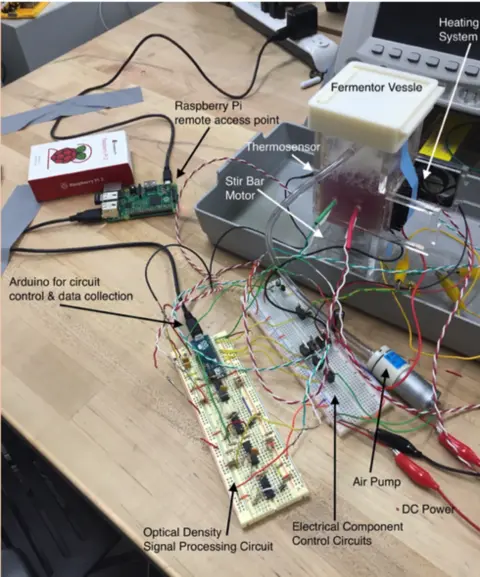 Heating
System
Fermentor Vessle
Raspberry Pi
remote access point
Thermosensor
Stir Bar
Motor
Arduino for circuit
control & data collection
Air Pump
DC Power
Optical Density
Signal Processing Circuit
Electrical Component
Control Circuits